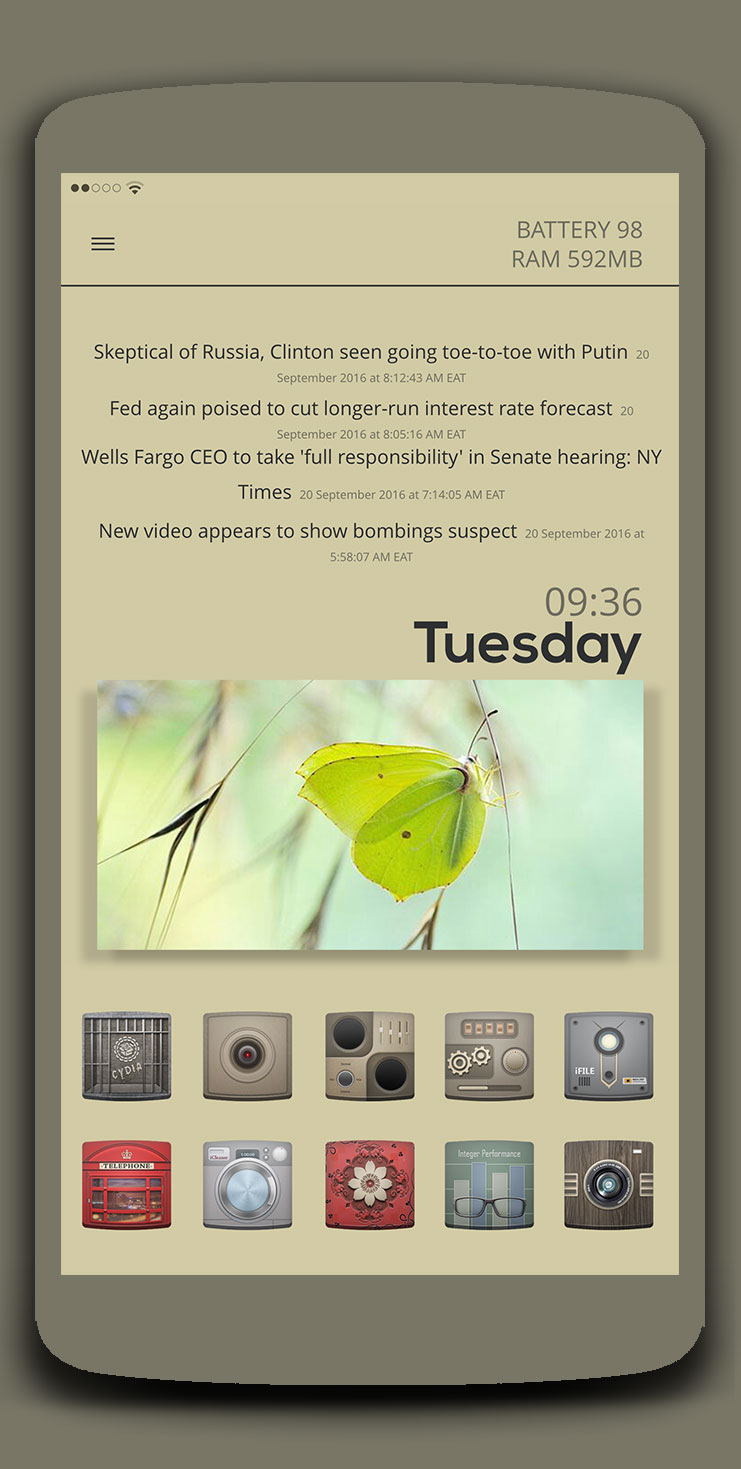 BATTERY 98
RAM 592MB
Skeptical of Russia, Clinton seen going toe-to-toe with Putin 20
September 2016 at 8:12:43 AM EAT
Fed again poised to cut longer-run interest rate forecast 20
September 2016 at 8:05:16 AM EAT
Wells Fargo CEO to take 'full responsibility' in Senate hearing: NY
Times 20 September 2016 at 7:14:05 AM EAT
New video appears to show bombings suspect 20 September 2016 at
5:58:07 AM EAT
09:36
Tuesday
CYDIA
iFILE
TELEPHONE
iCleaner
Integer Performance